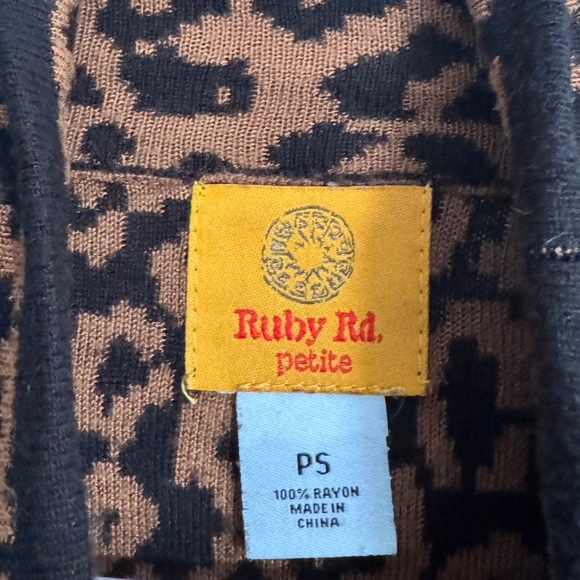 Ruby Rd.
petite
PS
100% RAYON
MADE IN
CHINA